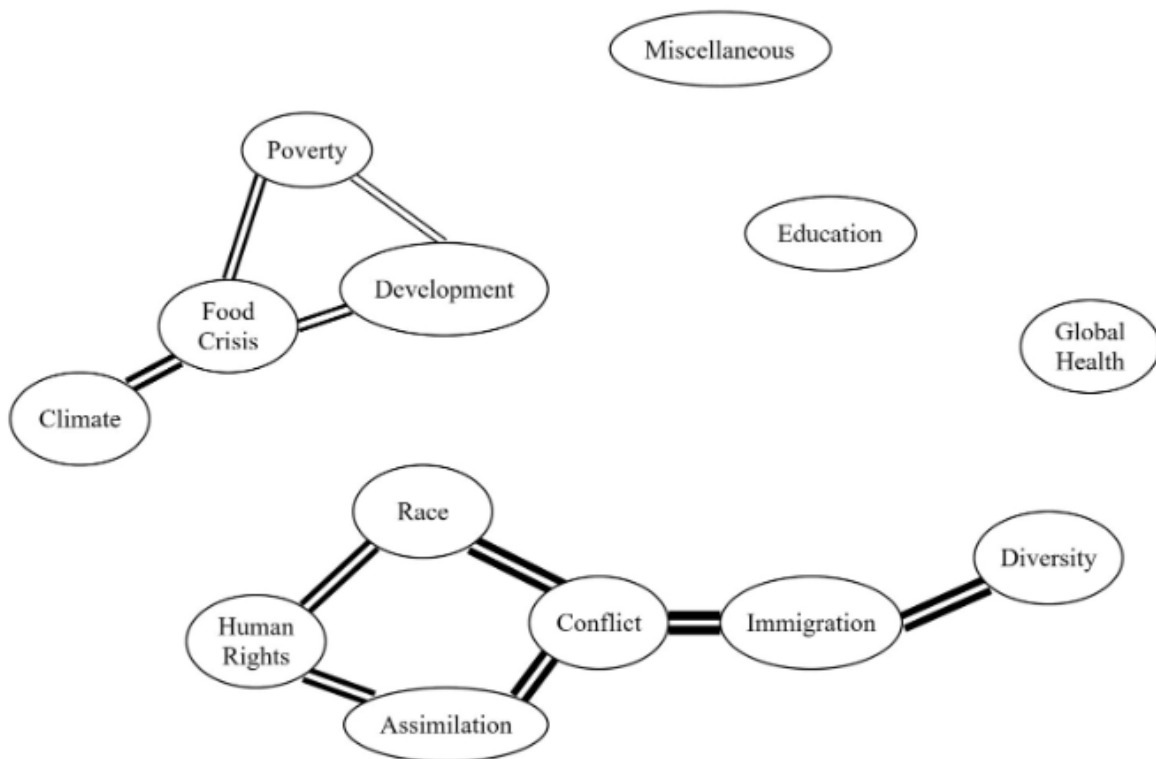 Miscellaneous
Poverty
Education
Development
Food
Crisis
Global
Health
Climate
Race
Diversity
Conflict
Immigration
Human
Rights
Assimilation